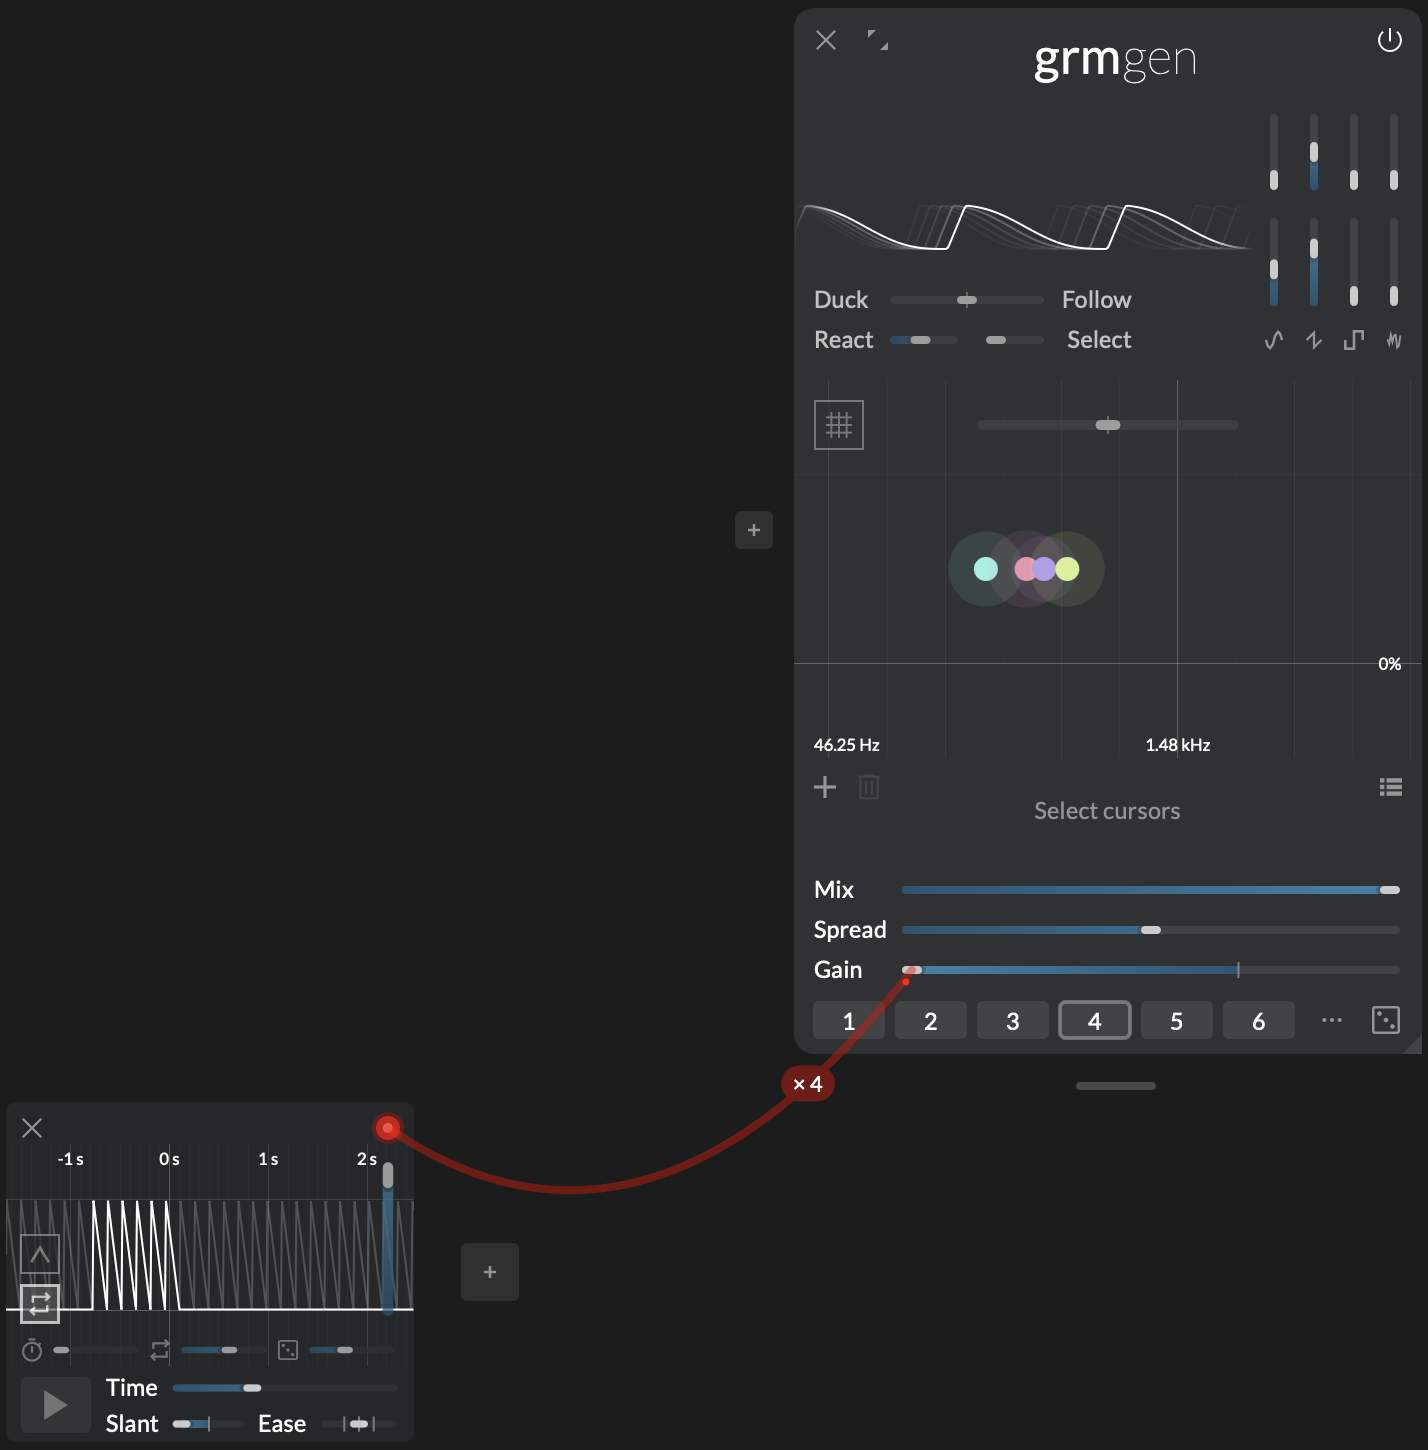 grmgen
Duck Follow
React Select
0%
46.25 Hz 1.48 kHz
Select cursors
Mix
Spread
Gain
1 2 3 4 5 6 ...
× 4
-1 s 0 s 1 s 2 s
Time
Slant Ease